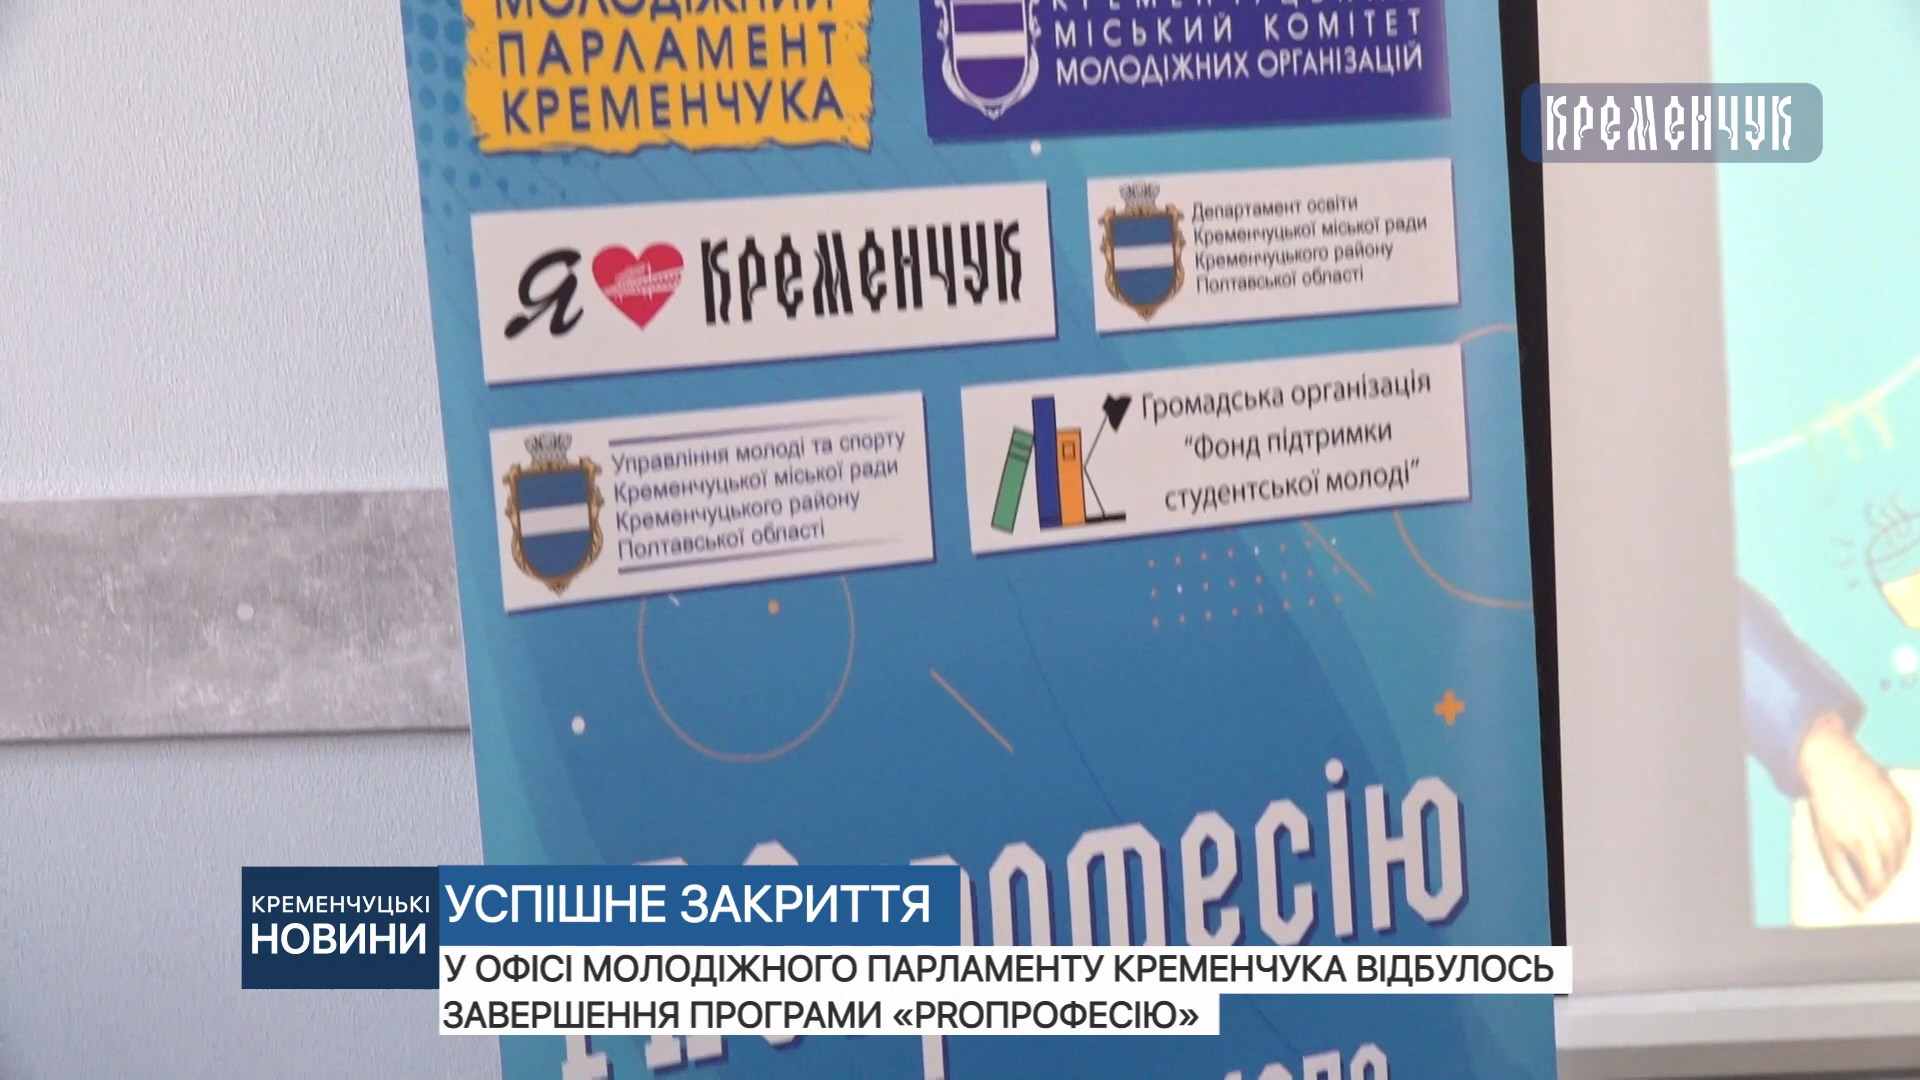 МОЛОДІЖНИЙ
ПАРЛАМЕНТ
КРЕМЕНЧУКА
МІСЬКИЙ КОМІТЕТ
МОЛОДІЖНИХ ОРГАНІЗАЦІЙ
КРЕМЕНЧУК
Я КРЕМЕНЧУК
Департамент освіти
Кременчуцької міської ради
Кременчуцького району
Полтавської області
Управління молоді та спорту
Кременчуцької міської ради
Кременчуцького району
Полтавської області
Громадська організація
“Фонд підтримки
студентської молоді”
КРЕМЕНЧУЦЬКІ
НОВИНИ
УСПІШНЕ ЗАКРИТТЯ
У ОФІСІ МОЛОДІЖНОГО ПАРЛАМЕНТУ КРЕМЕНЧУКА ВІДБУЛОСЬ
ЗАВЕРШЕННЯ ПРОГРАМИ «PROПРОФЕСІЮ»